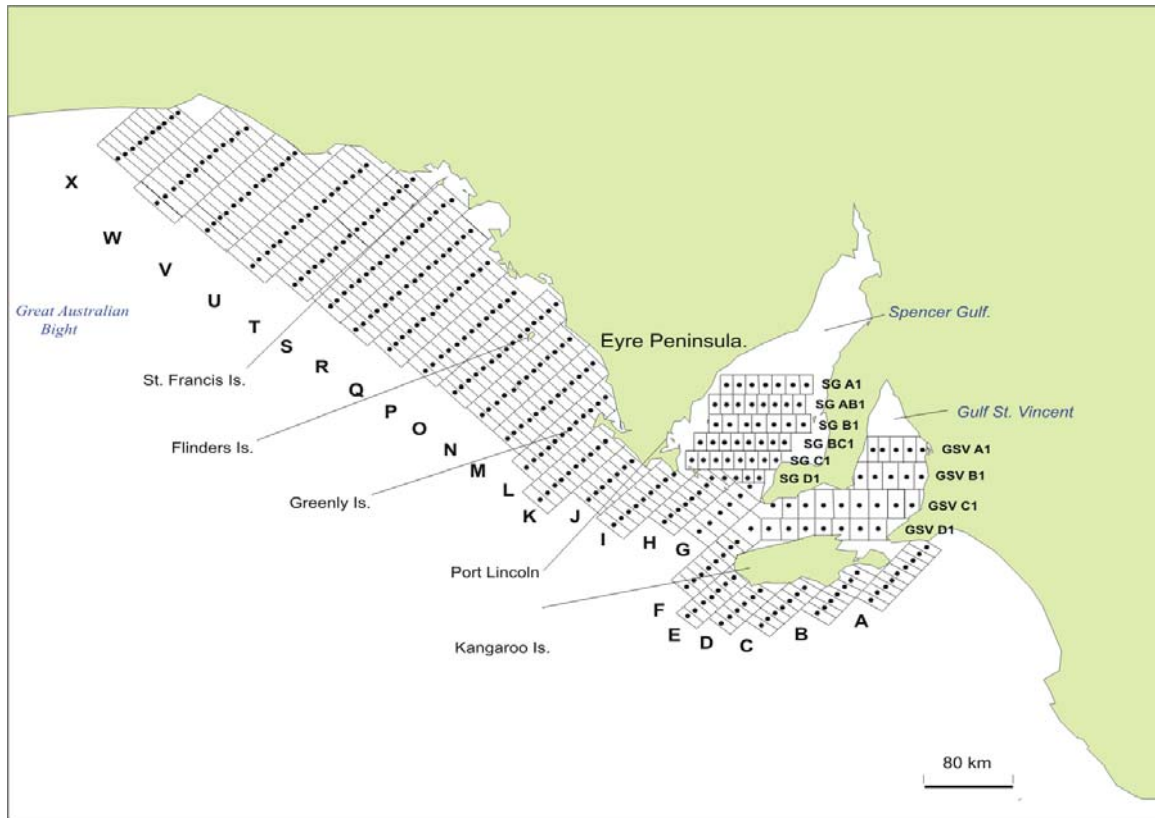 X
W
V
U
T
S
R
Q
P
O
N
M
L
K
J
I
H
G
F
E
D
C
B
A
Great Australian
Bight
St. Francis Is.
Flinders Is.
Greenly Is.
Port Lincoln
Kangaroo Is.
Eyre Peninsula.
Spencer Gulf.
Gulf St. Vincent
SG A1
SG AB1
SG B1
SG BC1
SG C1
SG D1
GSV A1
GSV B1
GSV C1
GSV D1
80 km